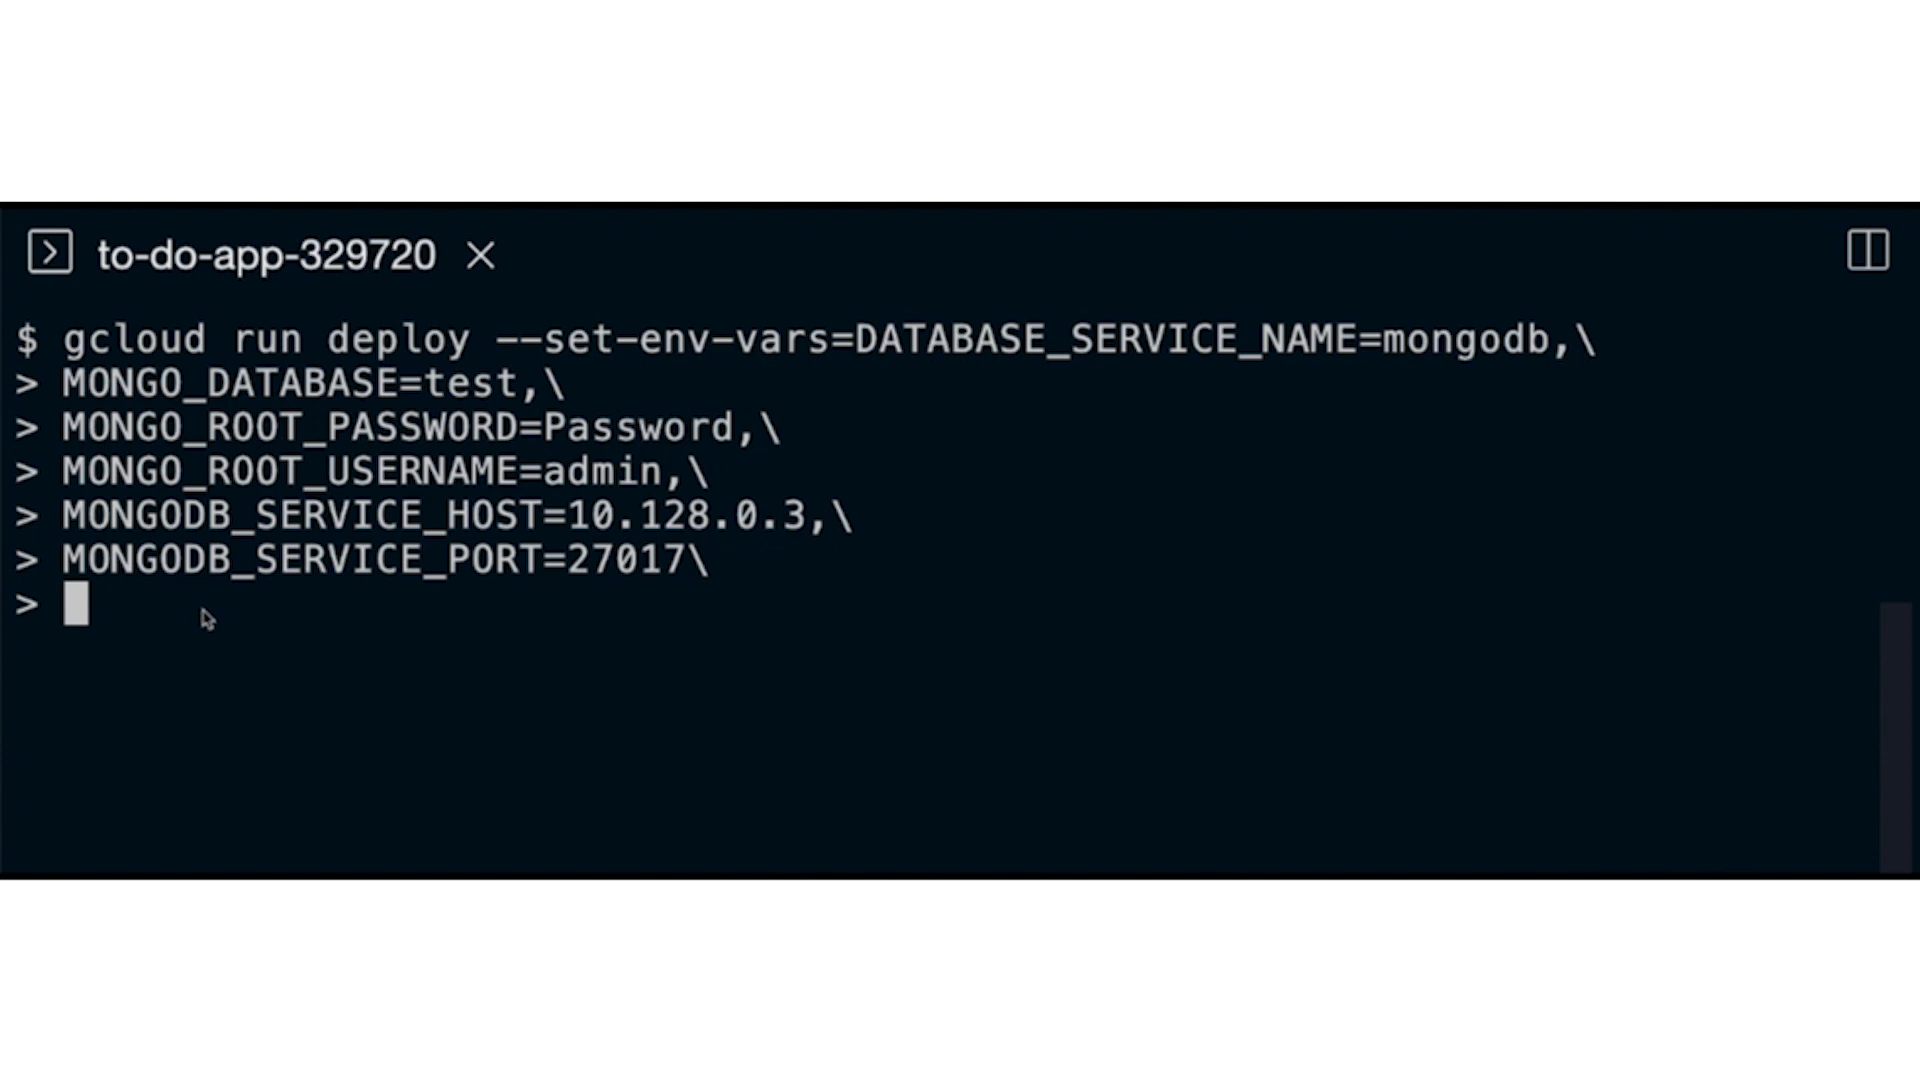 to-do-app-329720
$ gcloud run deploy --set-env-vars=DATABASE_SERVICE_NAME=mongodb,\
> MONGO_DATABASE=test,\
> MONGO_ROOT_PASSWORD=Password,\
> MONGO_ROOT_USERNAME=admin,\
> MONGODB_SERVICE_HOST=10.128.0.3,\
> MONGODB_SERVICE_PORT=27017\
>